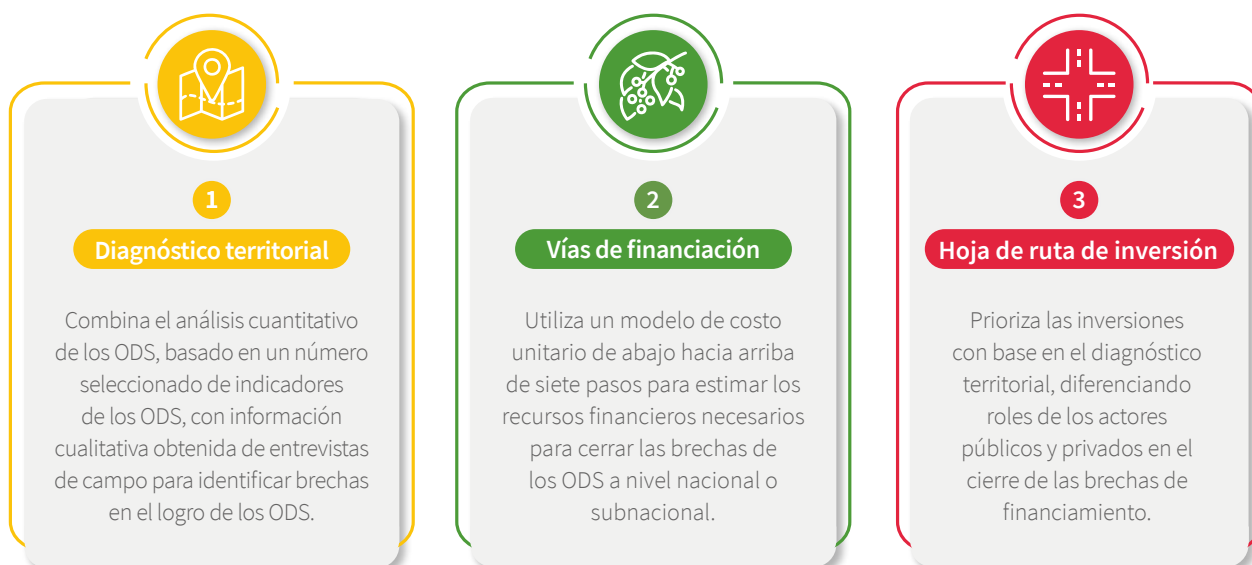 1
Diagnóstico territorial
Combina el análisis cuantitativo
de los ODS, basado en un número
seleccionado de indicadores
de los ODS, con información
cualitativa obtenida de entrevistas
de campo para identificar brechas
en el logro de los ODS.
2
Vías de financiación
Utiliza un modelo de costo
unitario de abajo hacia arriba
de siete pasos para estimar los
recursos financieros necesarios
para cerrar las brechas de
los ODS a nivel nacional o
subnacional.
3
Hoja de ruta de inversión
Prioriza las inversiones
con base en el diagnóstico
territorial, diferenciando
roles de los actores
públicos y privados en el
cierre de las brechas de
financiamiento.